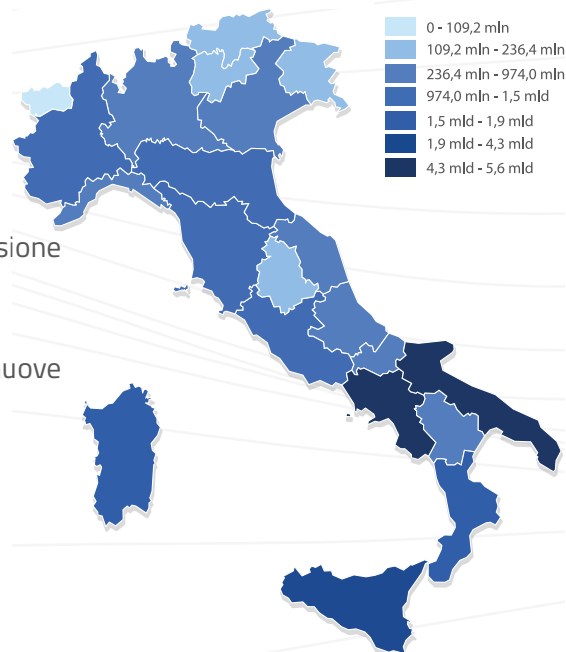 0 - 109,2 mln
109,2 mln - 236,4 mln
236,4 mln - 974,0 mln
974,0 mln - 1,5 mld
1,5 mld - 1,9 mld
1,9 mld - 4,3 mld
4,3 mld - 5,6 mld
sione
nuove